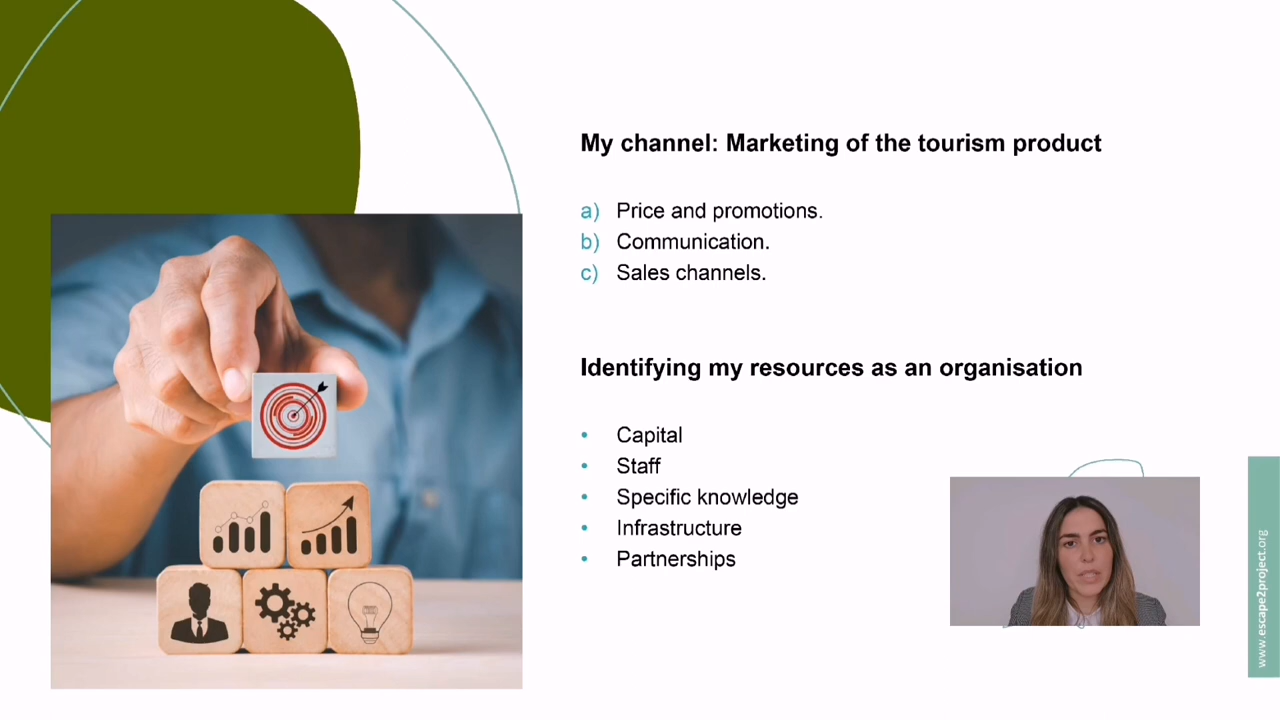 My channel: Marketing of the tourism product
a) Price and promotions.
b) Communication.
c) Sales channels.
Identifying my resources as an organisation
• Capital
• Staff
• Specific knowledge
• Infrastructure
• Partnerships
www.escape2project.org